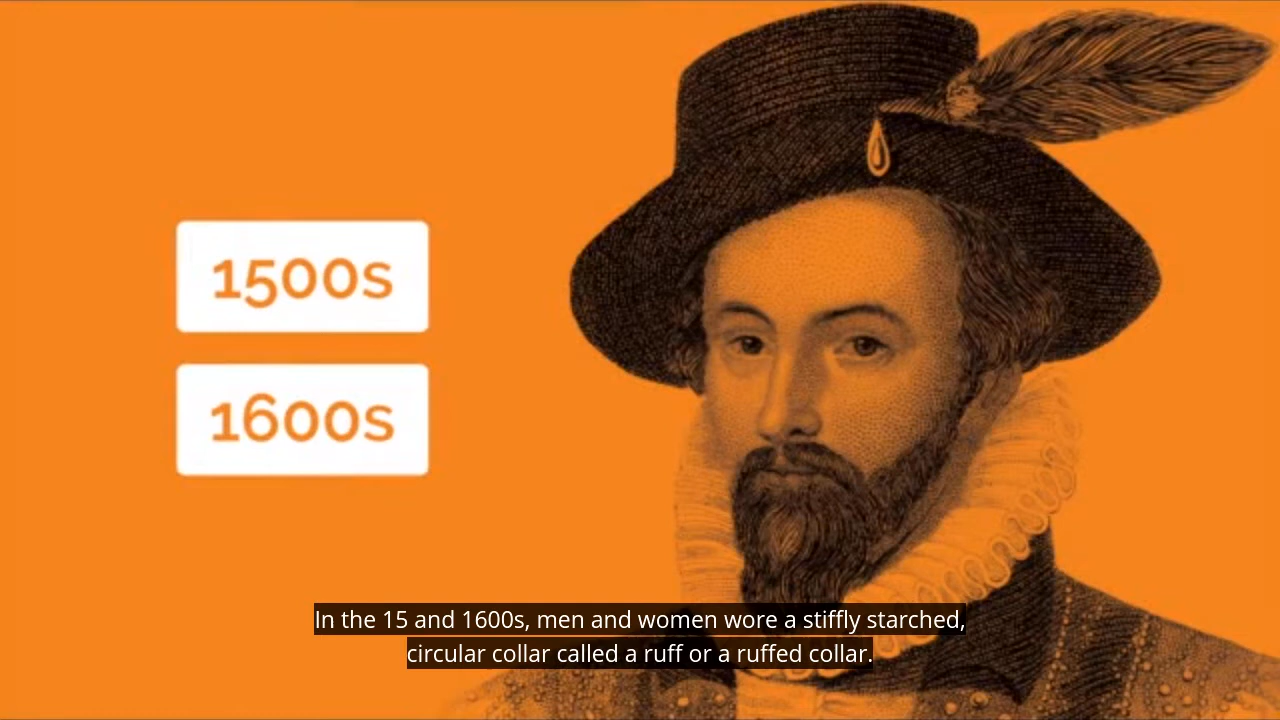 1500s
1600s
In the 15 and 1600s, men and women wore a stiffly starched,
circular collar called a ruff or a ruffed collar.